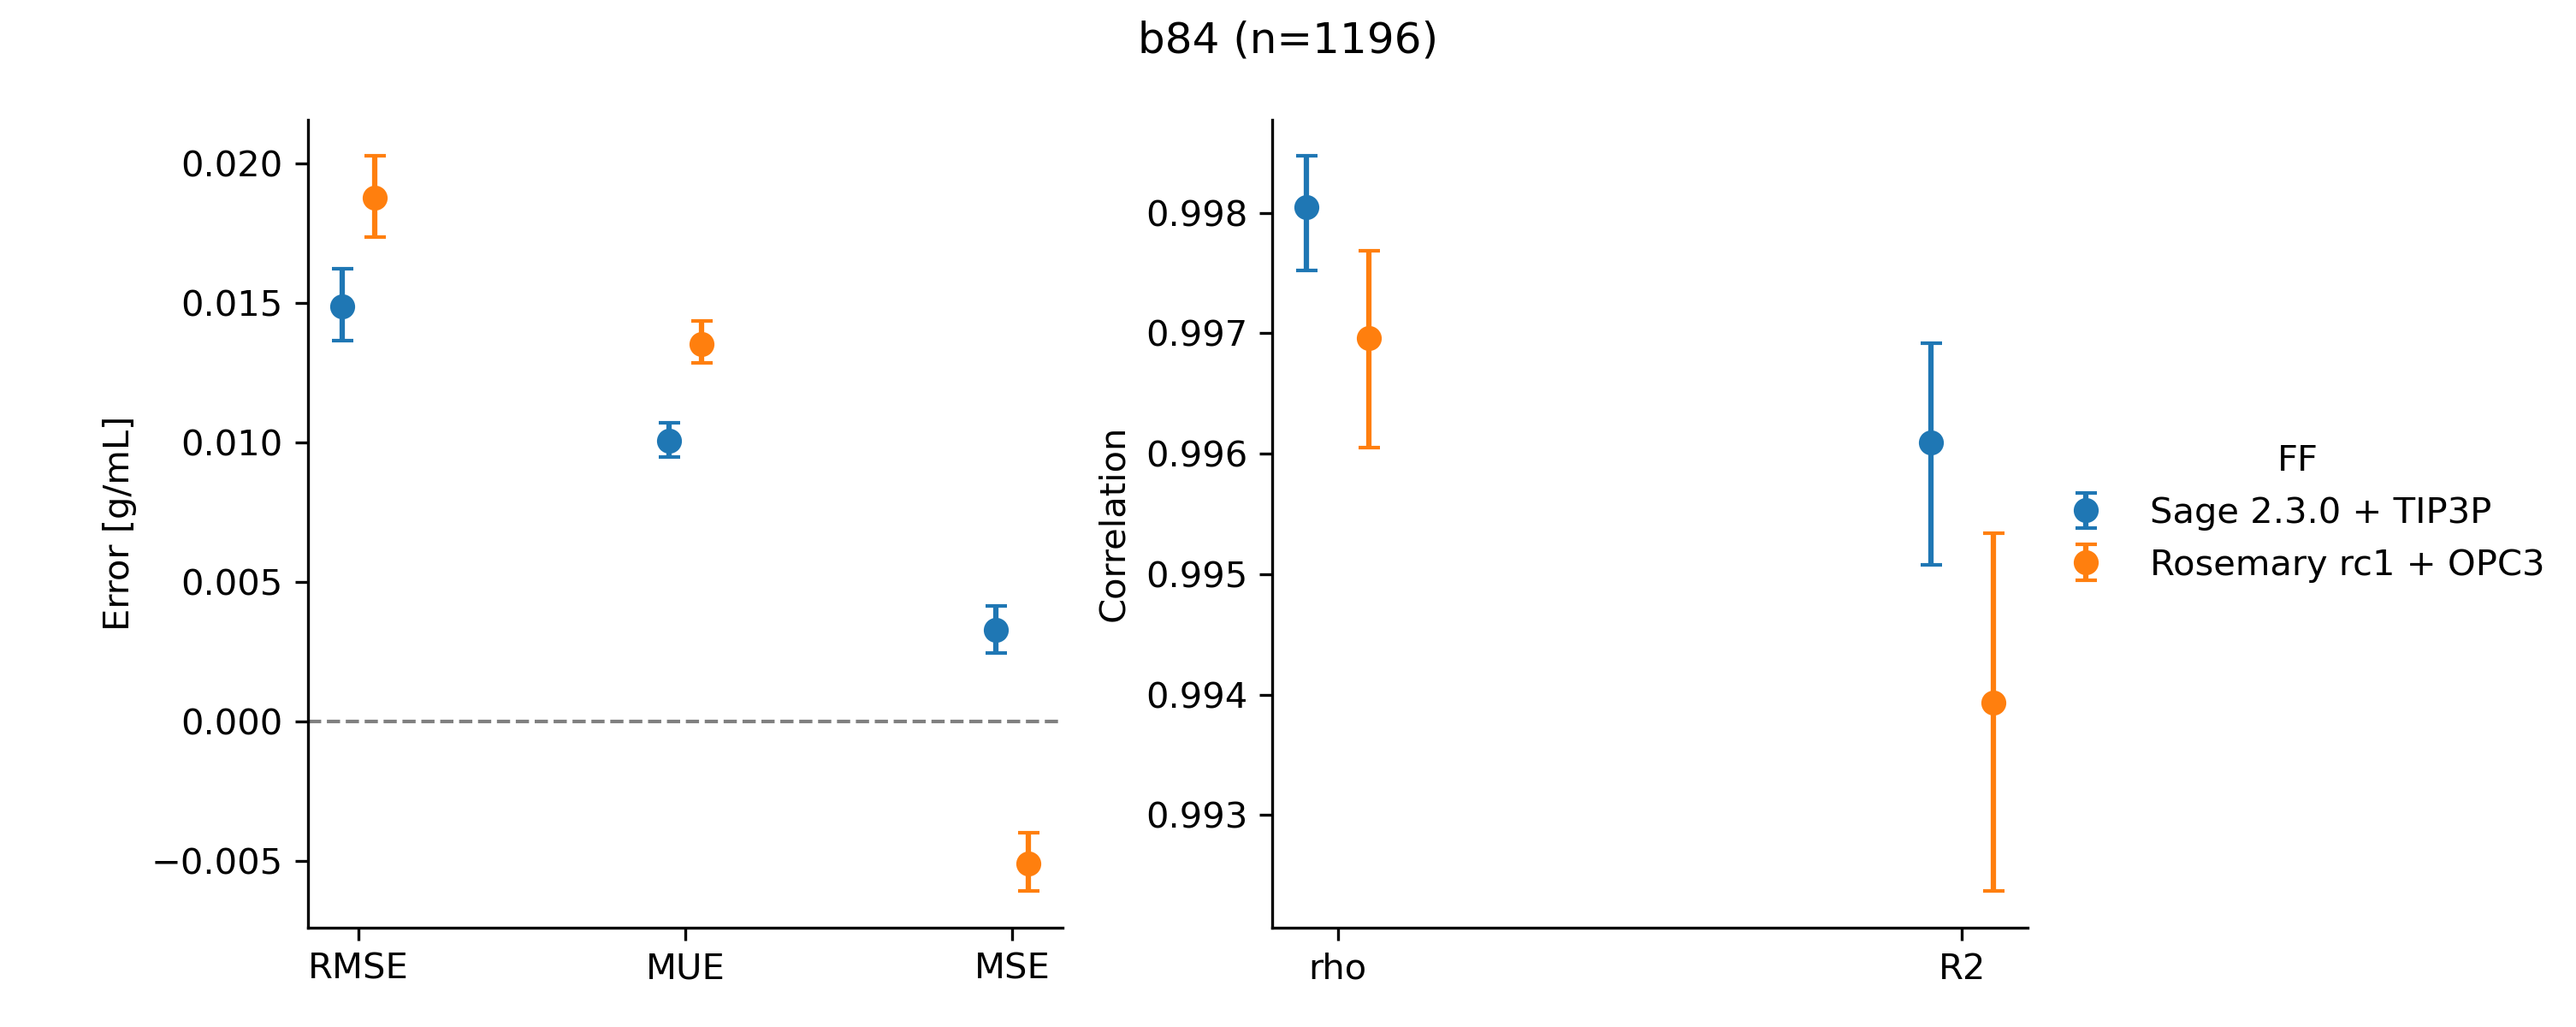 b84 (n=1196)
Error [g/mL]
0.020
0.015
0.010
0.005
0.000
−0.005
RMSE
MUE
MSE
Correlation
0.998
0.997
0.996
0.995
0.994
0.993
rho
R2
FF
Sage 2.3.0 + TIP3P
Rosemary rc1 + OPC3